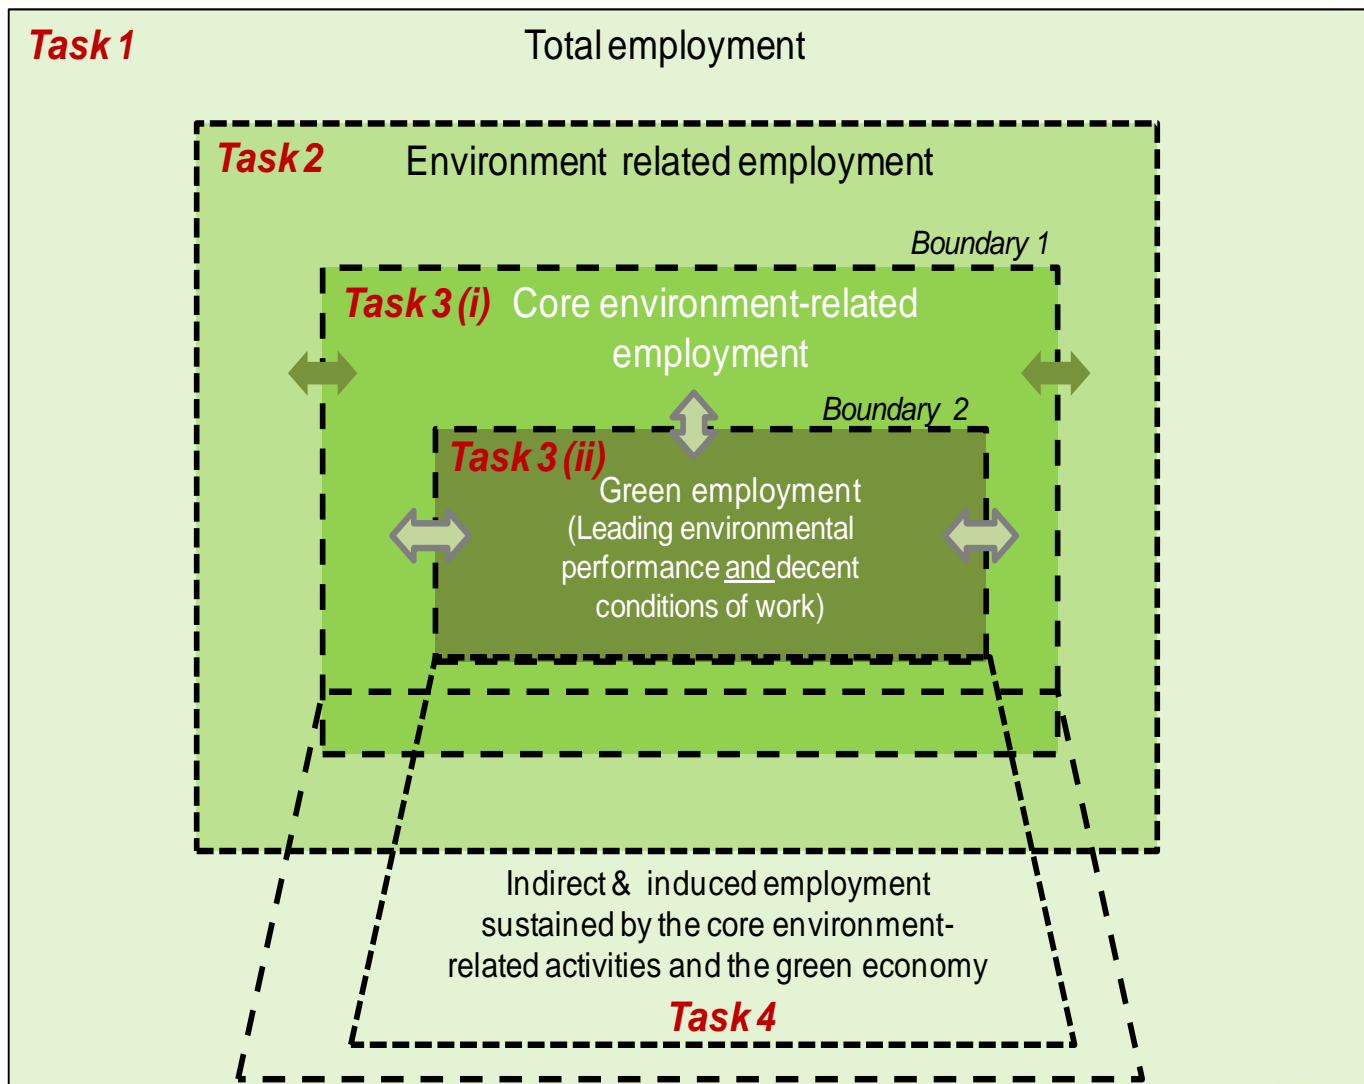 Task 1
Total employment
Task 2
Environment related employment
Boundary 1
Task 3 (i)
Core environment-related
employment
Boundary 2
Task 3 (ii)
Green employment
(Leading environmental
performance and decent
conditions of work)
Indirect & induced employment
sustained by the core environment-
related activities and the green economy
Task 4